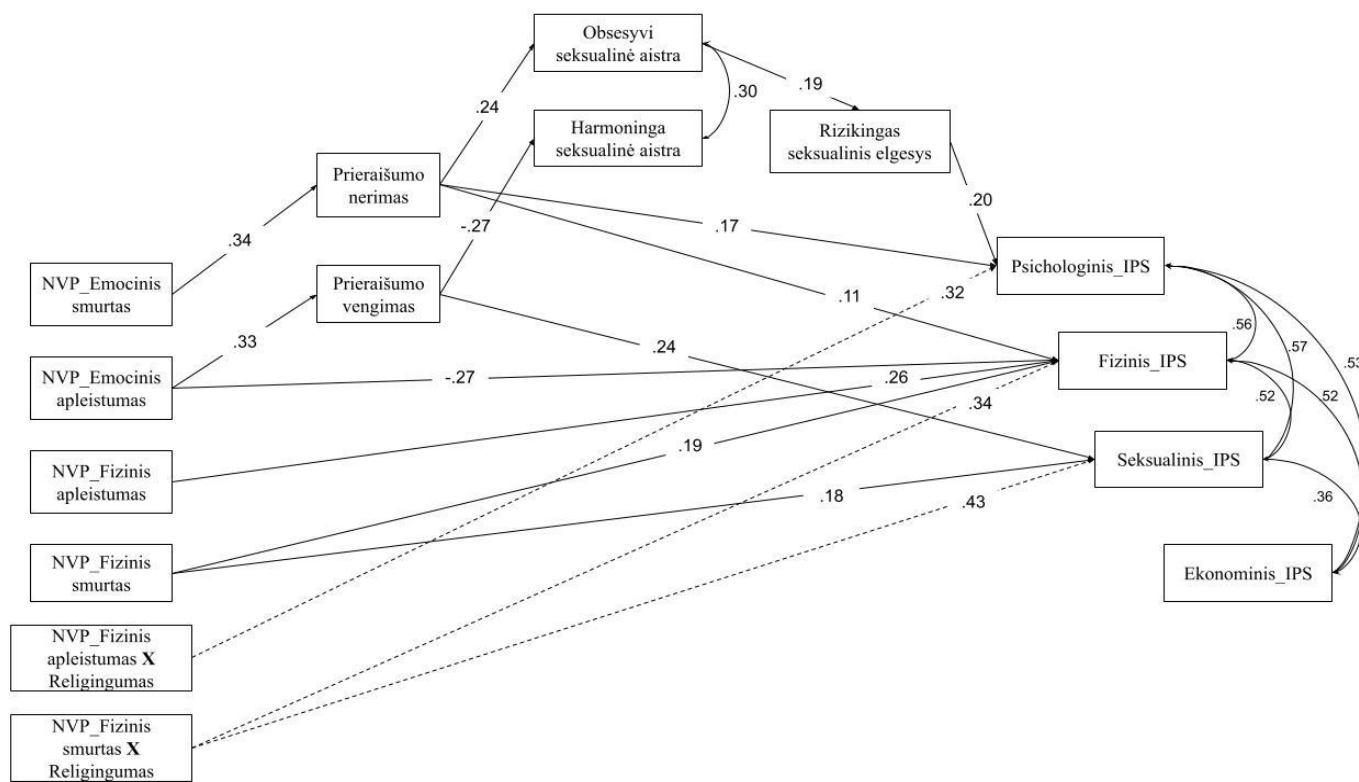 Obsesyvi
seksualinė aistra
.19
.30
.24
Harmoninga
seksualinė aistra
Rizikingas
seksualinis elgesys
Prieraišumo
nerimas
.20
-.27
.17
.34
Psichologinis_IPS
NVP_Emocinis
smurtas
Prieraišumo
vengimas
.32
.11
.56
.33
.24
.57
Fizinis_IPS
.53
NVP_Emocinis
apleistumas
-.27
.26
.52
.52
.34
.19
NVP_Fizinis
apleistumas
Seksualinis_IPS
.18
.43
.36
NVP_Fizinis
smurtas
Ekonominis_IPS
NVP_Fizinis
apleistumas X
Religingumas
NVP_Fizinis
smurtas X
Religingumas